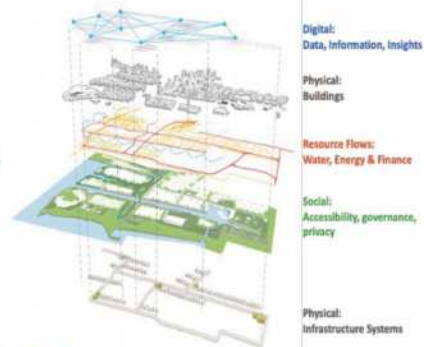 Digital:
Data, Information, Insights
Physical:
Buildings
Resource Flows:
Water, Energy & Finance
Social:
Accessibility, governance,
privacy
Physical:
Infrastructure Systems